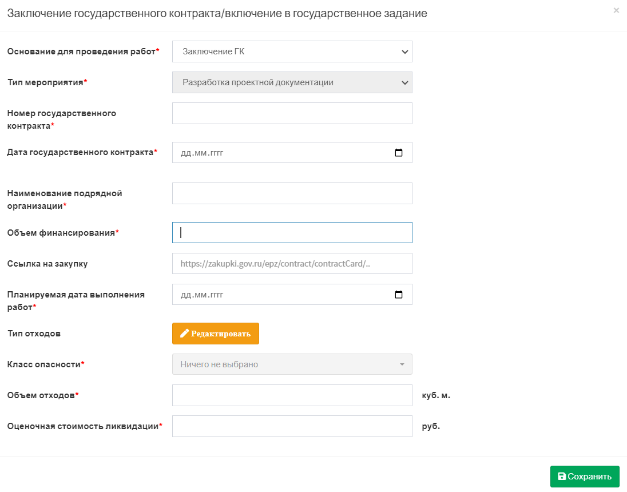 Заключение государственного контракта/включение в государственное задание
×
Основание для проведения работ* Заключение ГК
Тип мероприятия* Разработка проектной документации
Номер государственного
контракта*
Дата государственного контракта* дд.мм.гггг
Наименование подрядной
организации*
Объем финансирования*
Ссылка на закупку https://zakupki.gov.ru/epz/contract/contractCard/...
Планируемая дата выполнения
работ* дд.мм.гггг
Тип отходов Редактировать
Класс опасности* Ничего не выбрано
Объем отходов* куб. м.
Оценочная стоимость ликвидации* руб.
Сохранить